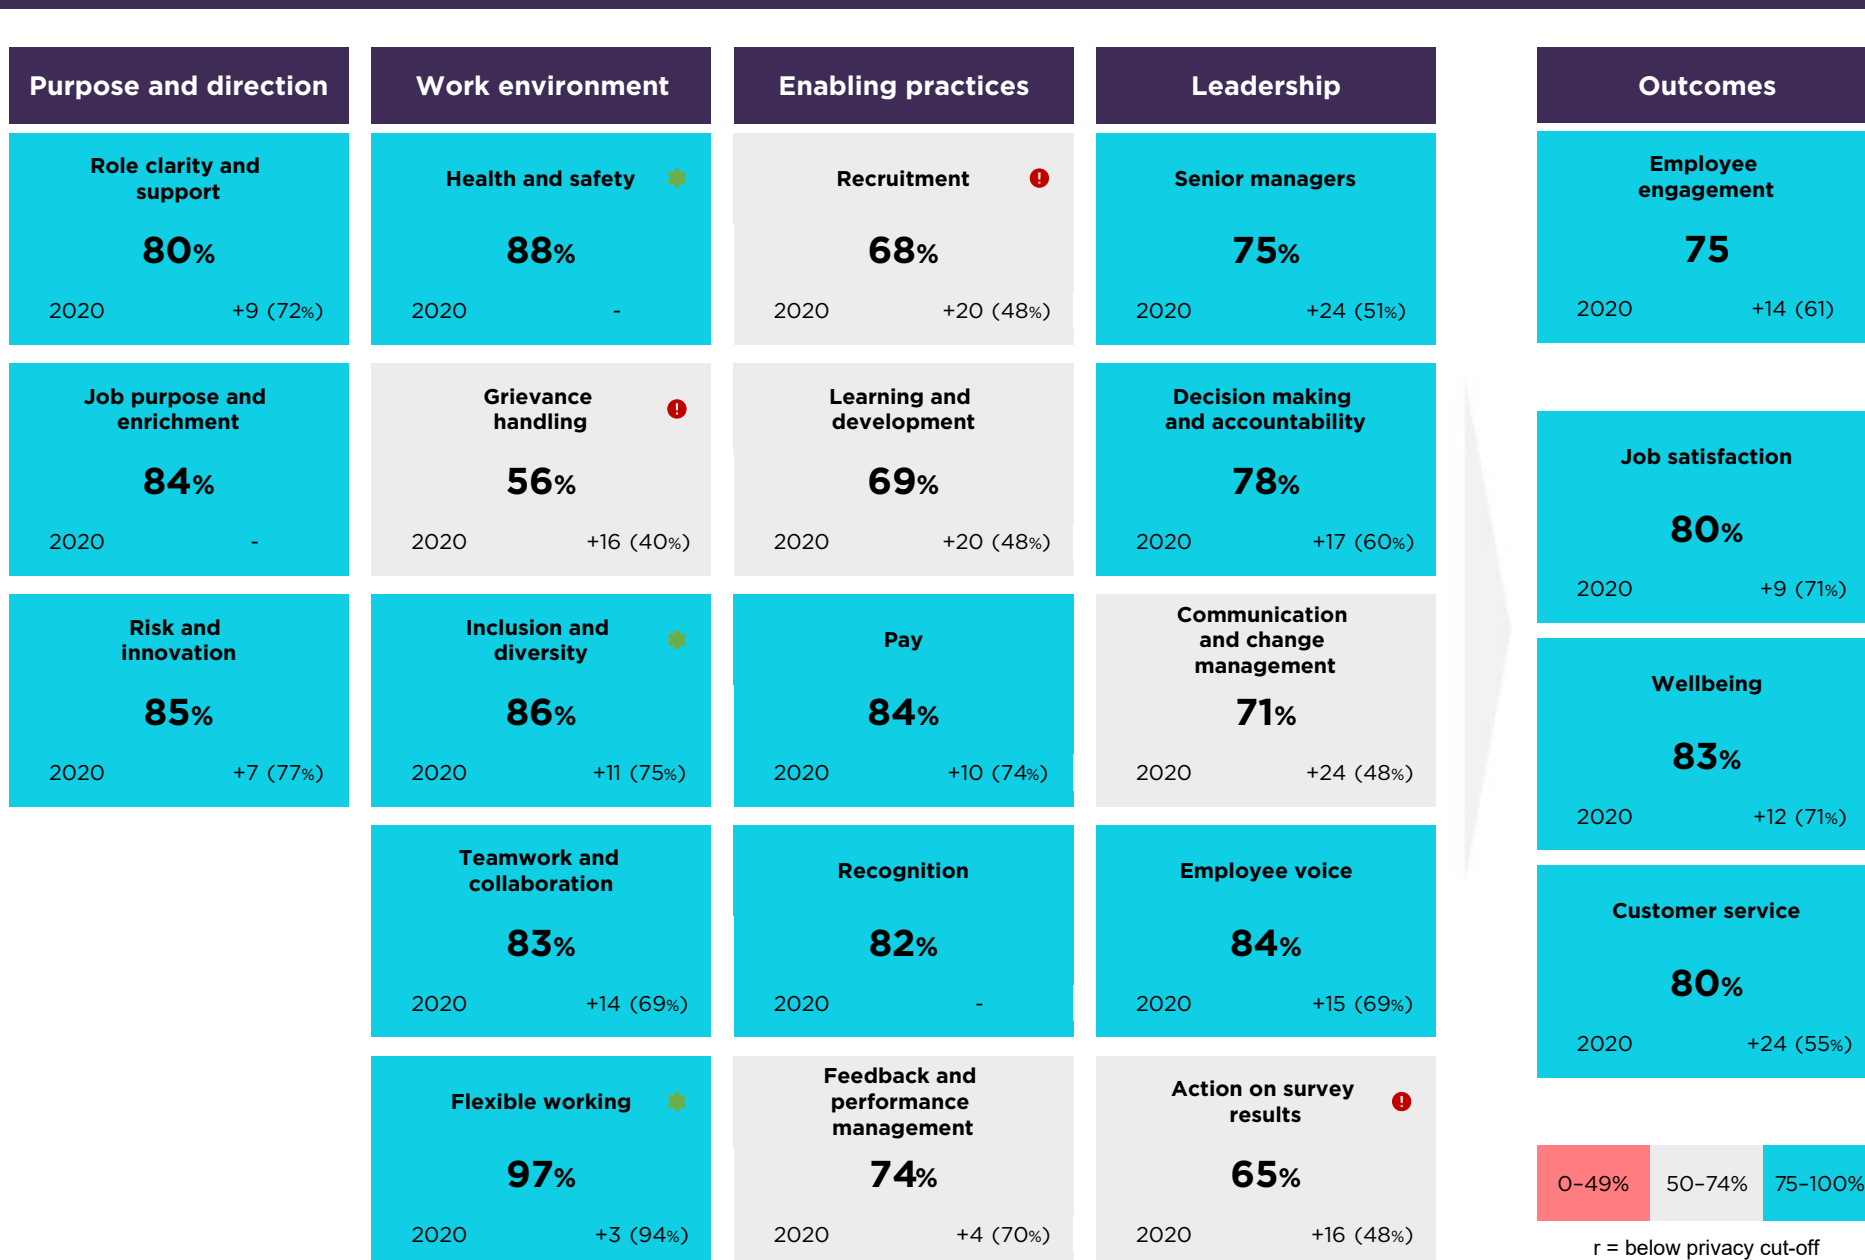 Purpose and direction
Role clarity and
support
80%
2020 +9 (72%)
Job purpose and
enrichment
84%
2020 -
Risk and
innovation
85%
2020 +7 (77%)
Work environment
Health and safety
88%
2020 -
Grievance
handling
56%
2020 +16 (40%)
Inclusion and
diversity
86%
2020 +11 (75%)
Teamwork and
collaboration
83%
2020 +14 (69%)
Flexible working
97%
2020 +3 (94%)
Enabling practices
Recruitment
68%
2020 +20 (48%)
Learning and
development
69%
2020 +20 (48%)
Pay
84%
2020 +10 (74%)
Recognition
82%
2020 -
Feedback and
performance
management
74%
2020 +4 (70%)
Leadership
Senior managers
75%
2020 +24 (51%)
Decision making
and accountability
78%
2020 +17 (60%)
Communication
and change
management
71%
2020 +24 (48%)
Employee voice
84%
2020 +15 (69%)
Action on survey
results
65%
2020 +16 (48%)
Outcomes
Employee
engagement
75
2020 +14 (61)
Job satisfaction
80%
2020 +9 (71%)
Wellbeing
83%
2020 +12 (71%)
Customer service
80%
2020 +24 (55%)
0–49% 50–74% 75–100%
r = below privacy cut-off